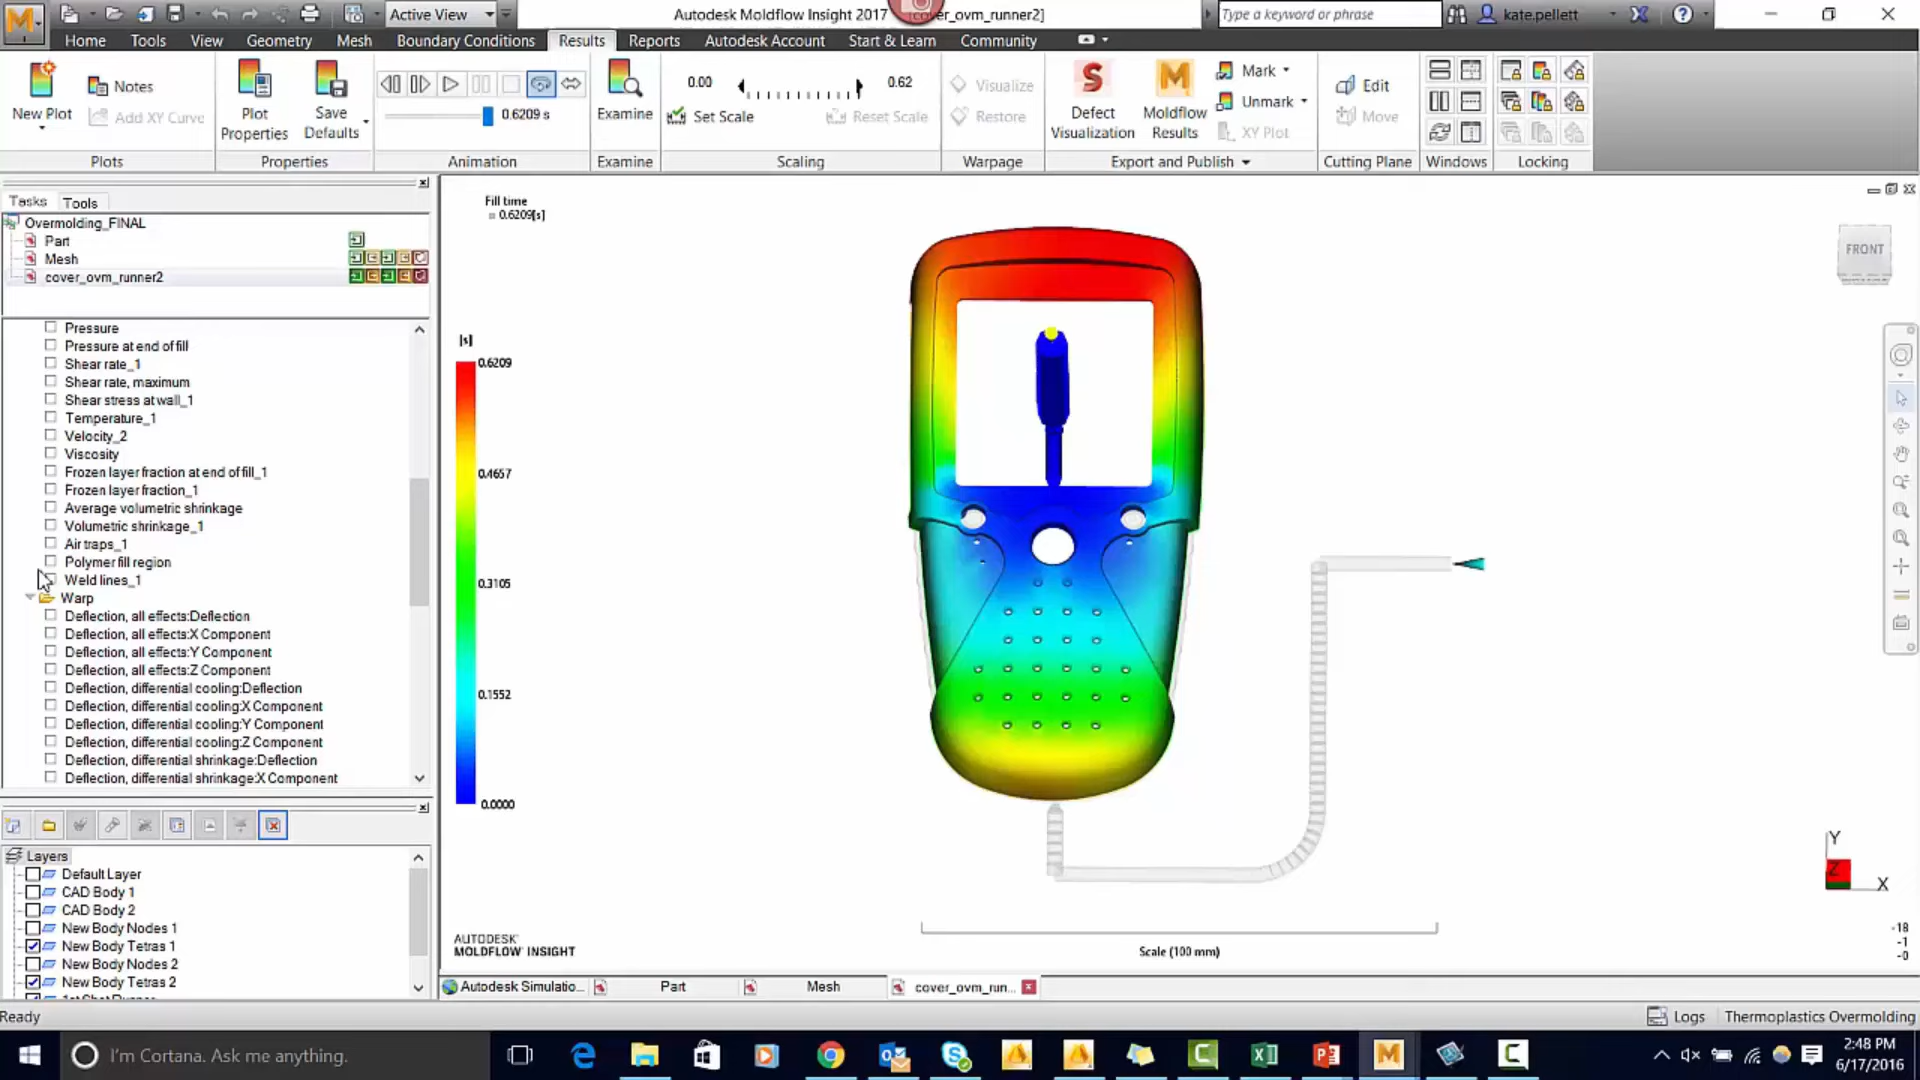 Active View
Autodesk Moldflow Insight 2017
[cover_ovm_runner2]
Type a keyword or phrase
kate.pellett
Home
Tools
View
Geometry
Mesh
Boundary Conditions
Results
Reports
Autodesk Account
Start & Learn
Community
New Plot
Notes
Add XY Curve
Plot Properties
Save Defaults
0.6209 s
Examine
0.00
0.62
Set Scale
Reset Scale
Visualize
Restore
Defect Visualization
Moldflow Results
Mark
Unmark
XY Plot
Edit
Move
Plots
Properties
Animation
Examine
Scaling
Warpage
Export and Publish
Cutting Plane
Windows
Locking
Tasks
Tools
Overmolding_FINAL
Part
Mesh
cover_ovm_runner2
Pressure
Pressure at end of fill
Shear rate_1
Shear rate, maximum
Shear stress at wall_1
Temperature_1
Velocity_2
Viscosity
Frozen layer fraction at end of fill_1
Frozen layer fraction_1
Average volumetric shrinkage
Volumetric shrinkage_1
Air traps_1
Polymer fill region
Weld lines_1
Warp
Deflection, all effects:Deflection
Deflection, all effects:X Component
Deflection, all effects:Y Component
Deflection, all effects:Z Component
Deflection, differential cooling:Deflection
Deflection, differential cooling:X Component
Deflection, differential cooling:Y Component
Deflection, differential cooling:Z Component
Deflection, differential shrinkage:Deflection
Deflection, differential shrinkage:X Component
Layers
Default Layer
CAD Body 1
CAD Body 2
New Body Nodes 1
New Body Tetras 1
New Body Nodes 2
New Body Tetras 2
Fill time
= 0.6209[s]
[s]
0.6209
0.4657
0.3105
0.1552
0.0000
FRONT
Y
Z
X
-18
-1
-0
AUTODESK
MOLDFLOW INSIGHT
Scale (100 mm)
Autodesk Simulatio...
Part
Mesh
cover_ovm_run...
Ready
Logs
Thermoplastics Overmolding
I'm Cortana. Ask me anything.
2:48 PM
6/17/2016